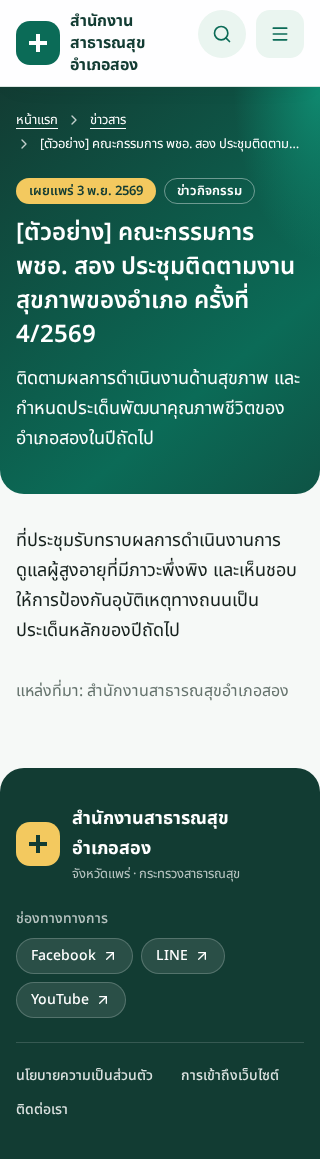 สำนักงาน
สาธารณสุข
อำเภอสอง
หน้าแรก
ข่าวสาร
[ตัวอย่าง] คณะกรรมการ พชอ. สอง ประชุมติดตาม...
เผยแพร่ 3 พ.ย. 2569
ข่าวกิจกรรม
[ตัวอย่าง] คณะกรรมการ
พชอ. สอง ประชุมติดตามงาน
สุขภาพของอำเภอ ครั้งที่
4/2569
ติดตามผลการดำเนินงานด้านสุขภาพ และ
กำหนดประเด็นพัฒนาคุณภาพชีวิตของ
อำเภอสองในปีถัดไป
ที่ประชุมรับทราบผลการดำเนินงานการ
ดูแลผู้สูงอายุที่มีภาวะพึ่งพิง และเห็นชอบ
ให้การป้องกันอุบัติเหตุทางถนนเป็น
ประเด็นหลักของปีถัดไป
แหล่งที่มา: สำนักงานสาธารณสุขอำเภอสอง
สำนักงานสาธารณสุข
อำเภอสอง
จังหวัดแพร่ · กระทรวงสาธารณสุข
ช่องทางทางการ
Facebook
LINE
YouTube
นโยบายความเป็นส่วนตัว
การเข้าถึงเว็บไซต์
ติดต่อเรา